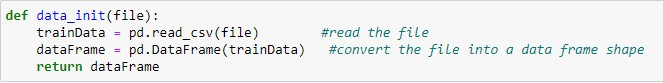 def data_init(file):
    trainData = pd.read_csv(file)        #read the file
    dataFrame = pd.DataFrame(trainData)   #convert the file into a data frame shape
    return dataFrame